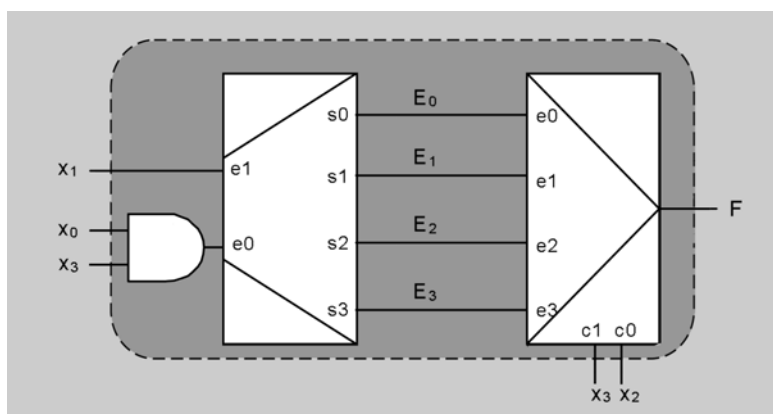 s0
E₀
e0
x₁
e1
s1
E₁
e1
F
x₀
e0
s2
E₂
e2
x₃
s3
E₃
e3
c1 c0
x₃ x₂